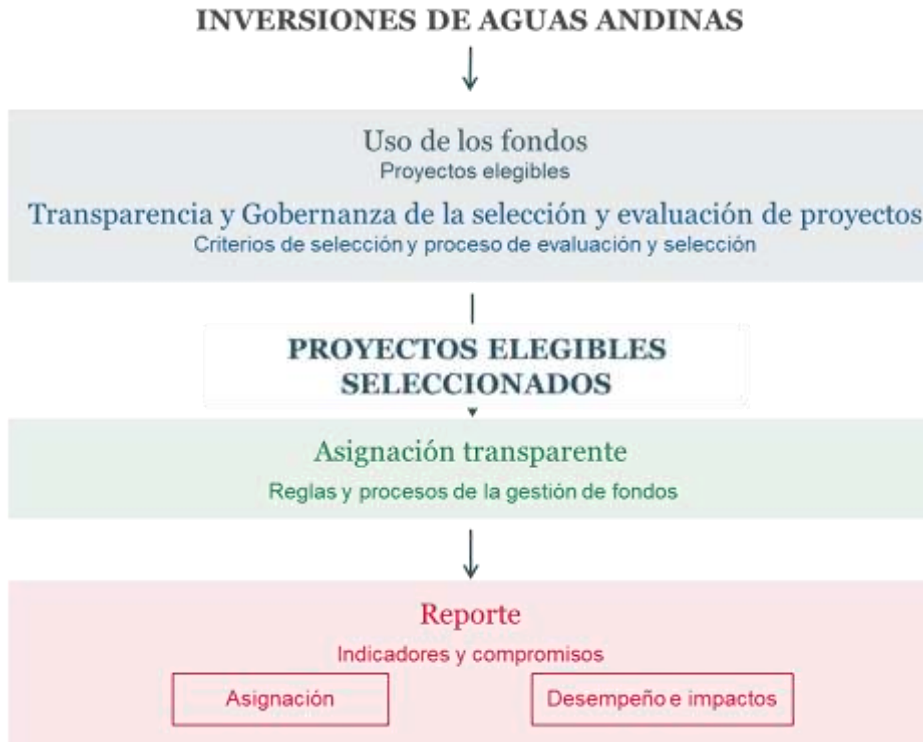 INVERSIONES DE AGUAS ANDINAS
Uso de los fondos
Proyectos elegibles
Transparencia y Gobernanza de la selección y evaluación de proyectos
Criterios de selección y proceso de evaluación y selección
PROYECTOS ELEGIBLES
SELECCIONADOS
Asignación transparente
Reglas y procesos de la gestión de fondos
Reporte
Indicadores y compromisos
Asignación
Desempeño e impactos